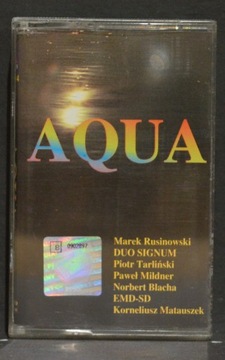 AQUA
Marek Rusinowski
DUO SIGNUM
Piotr Tarliński
Paweł Mildner
Norbert Blacha
EMD-SD
Korneliusz Matauszek